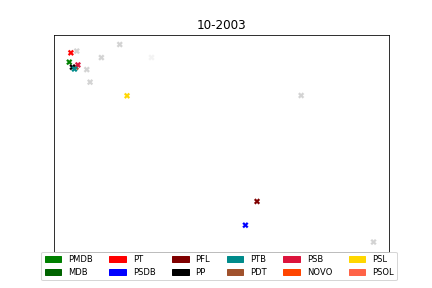 10-2003
PMDB PT PFL PTB PSB PSL
MDB PSDB PP PDT NOVO PSOL